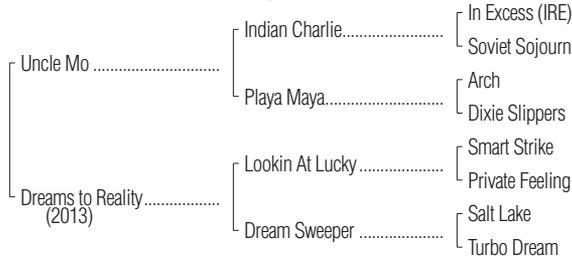 In Excess (IRE)
Indian Charlie......................
Soviet Sojourn
Uncle Mo ............................
Arch
Playa Maya..........................
Dixie Slippers
Smart Strike
Lookin At Lucky ..................
Private Feeling
Dreams to Reality................
(2013)
Salt Lake
Dream Sweeper ..................
Turbo Dream